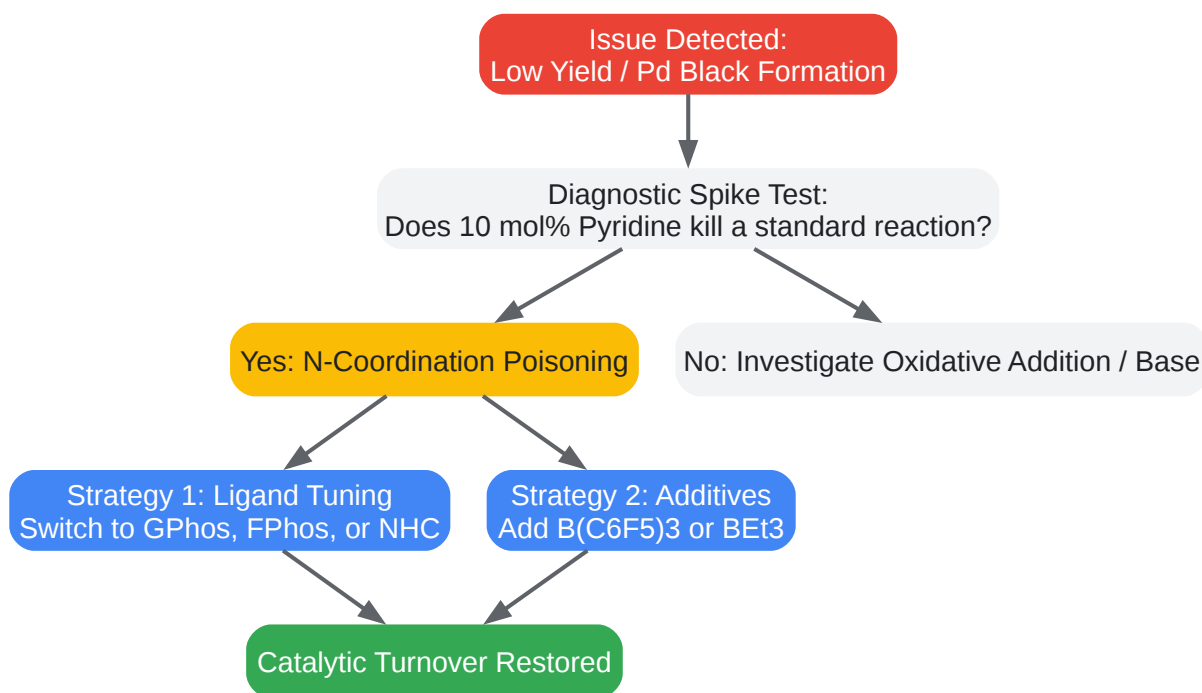 Issue Detected:
Low Yield / Pd Black Formation
Diagnostic Spike Test:
Does 10 mol% Pyridine kill a standard reaction?
Yes: N-Coordination Poisoning
No: Investigate Oxidative Addition / Base
Strategy 1: Ligand Tuning
Switch to GPhos, FPhos, or NHC
Strategy 2: Additives
Add B(C6F5)3 or BEt3
Catalytic Turnover Restored